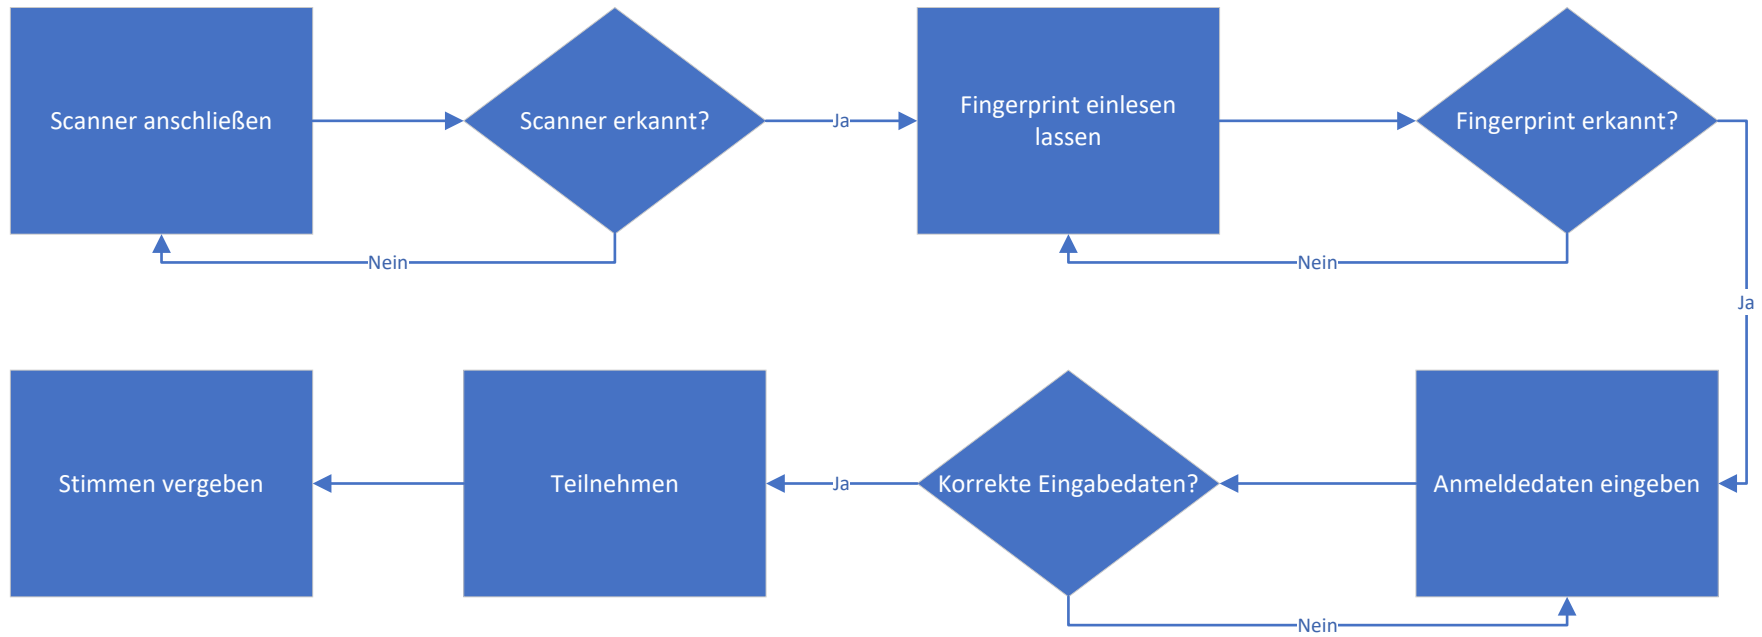 Scanner anschließen
Scanner erkannt?
Ja
Fingerprint einlesen
lassen
Fingerprint erkannt?
Nein
Nein
Ja
Stimmen vergeben
Teilnehmen
Ja
Korrekte Eingabedaten?
Anmeldedaten eingeben
Nein